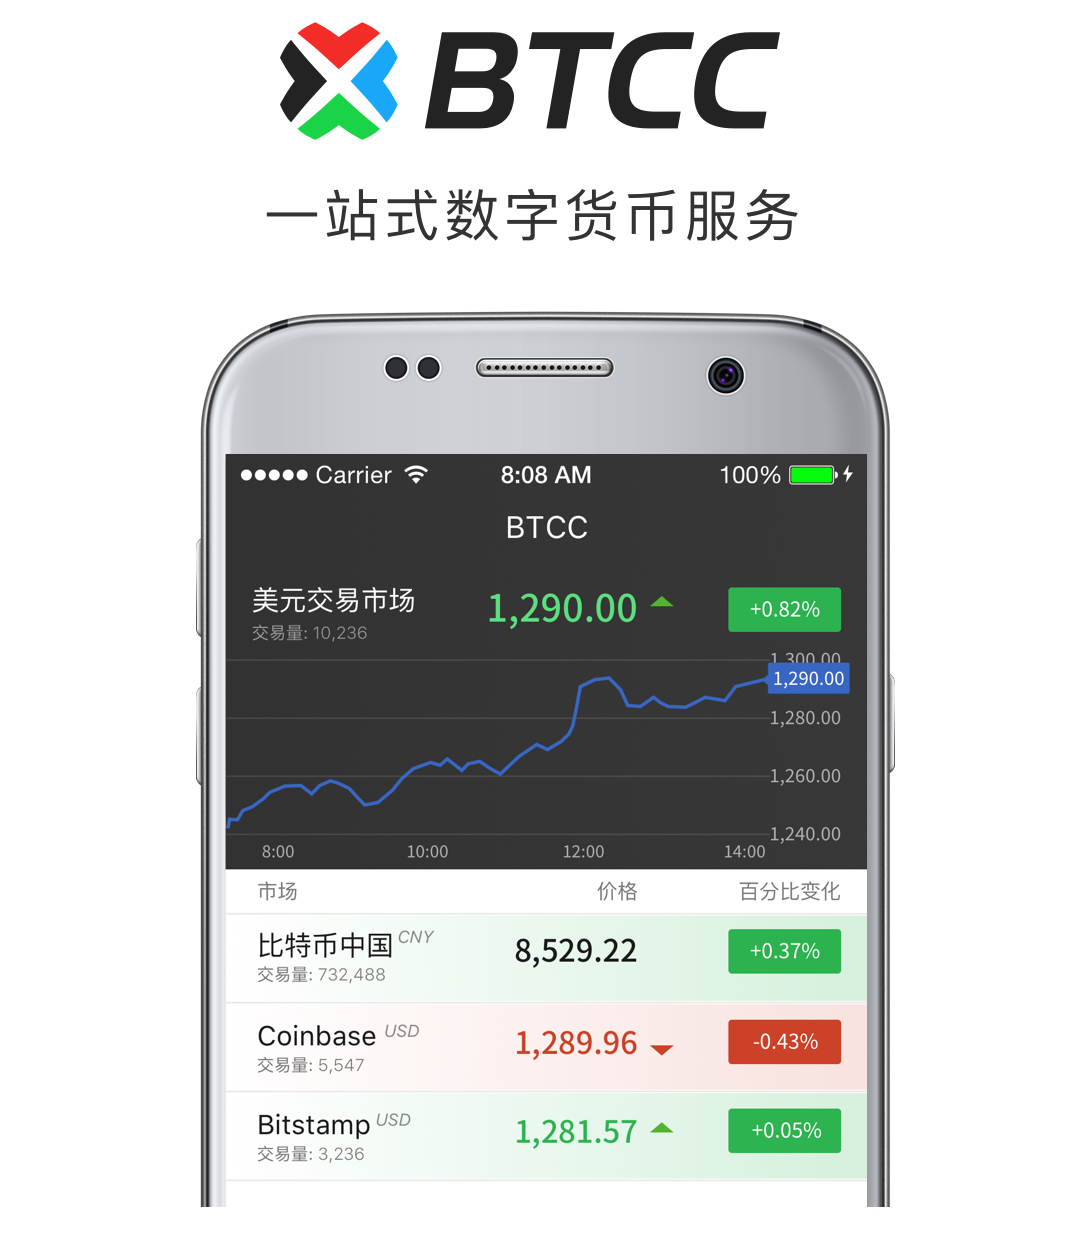 BTCC
一站式数字货币服务
Carrier 8:08 AM 100%
BTCC
美元交易市场 1,290.00 +0.82%
交易量: 10,236
1,300.00
1,290.00
1,280.00
1,260.00
1,240.00
8:00 10:00 12:00 14:00
市场 价格 百分比变化
比特币中国 CNY 8,529.22 +0.37%
交易量: 732,488
Coinbase USD 1,289.96 -0.43%
交易量: 5,547
Bitstamp USD 1,281.57 +0.05%
交易量: 3,236